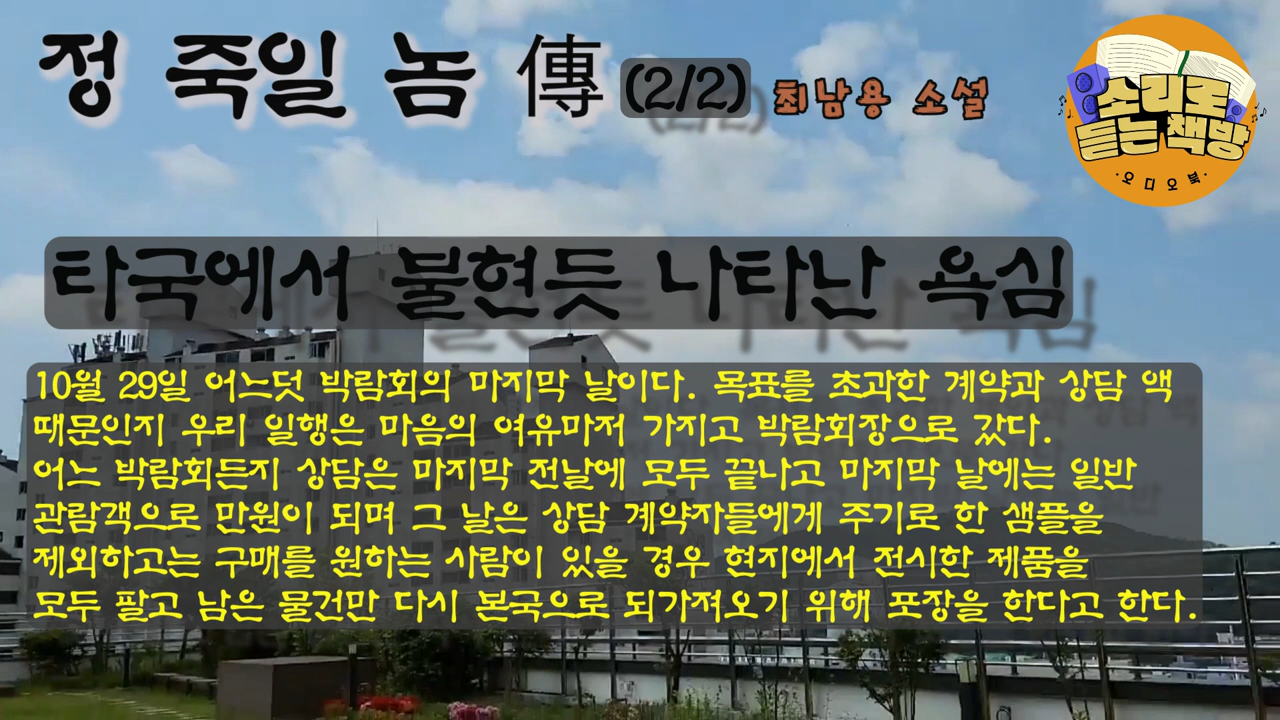 정 죽일 놈 傳 (2/2) 최남용 소설
소리로
듣는 책방
·오디오북·
타국에서 불현듯 나타난 욕심
10월 29일 어느덧 박람회의 마지막 날이다. 목표를 초과한 계약과 상담 액
때문인지 우리 일행은 마음의 여유마저 가지고 박람회장으로 갔다.
어느 박람회든지 상담은 마지막 전날에 모두 끝나고 마지막 날에는 일반
관람객으로 만원이 되며 그 날은 상담 계약자들에게 주기로 한 샘플을
제외하고는 구매를 원하는 사람이 있을 경우 현지에서 전시한 제품을
모두 팔고 남은 물건만 다시 본국으로 되가져오기 위해 포장을 한다고 한다.